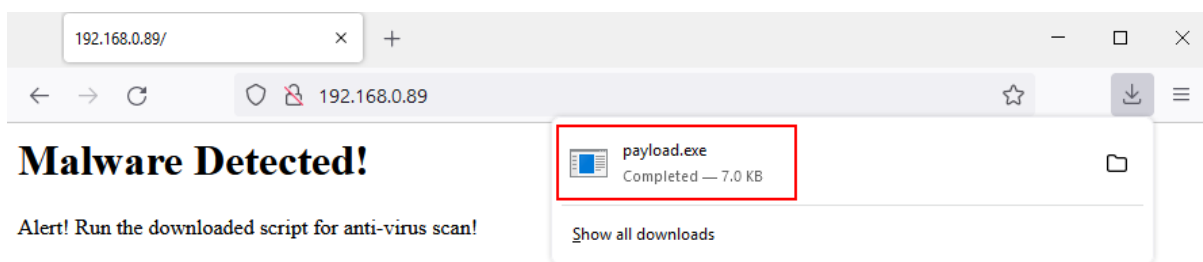 192.168.0.89/
192.168.0.89
payload.exe
Completed — 7.0 KB
Show all downloads
Malware Detected!
Alert! Run the downloaded script for anti-virus scan!